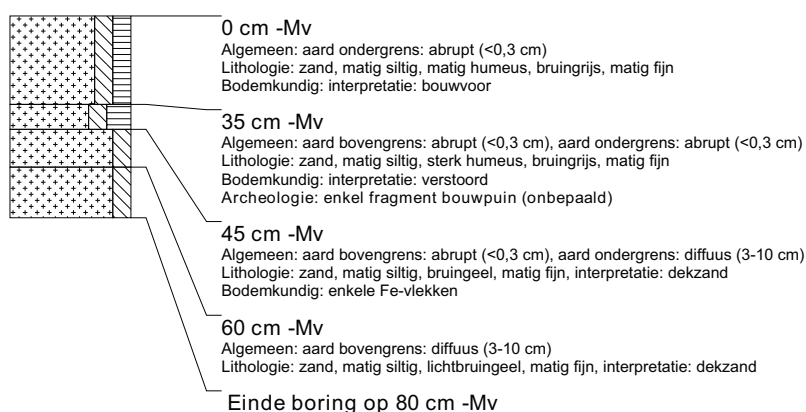 0 cm -Mv
Algemeen: aard ondergrens: abrupt (<0,3 cm)
Lithologie: zand, matig siltig, matig humeus, bruingrijs, matig fijn
Bodemkundig: interpretatie: bouwvoor
35 cm -Mv
Algemeen: aard bovengrens: abrupt (<0,3 cm), aard ondergrens: abrupt (<0,3 cm)
Lithologie: zand, matig siltig, sterk humeus, bruingrijs, matig fijn
Bodemkundig: interpretatie: verstoord
Archeologie: enkel fragment bouwpuin (onbepaald)
45 cm -Mv
Algemeen: aard bovengrens: abrupt (<0,3 cm), aard ondergrens: diffuus (3-10 cm)
Lithologie: zand, matig siltig, bruingeel, matig fijn, interpretatie: dekzand
Bodemkundig: enkele Fe-vlekken
60 cm -Mv
Algemeen: aard bovengrens: diffuus (3-10 cm)
Lithologie: zand, matig siltig, lichtbruingeel, matig fijn, interpretatie: dekzand
Einde boring op 80 cm -Mv